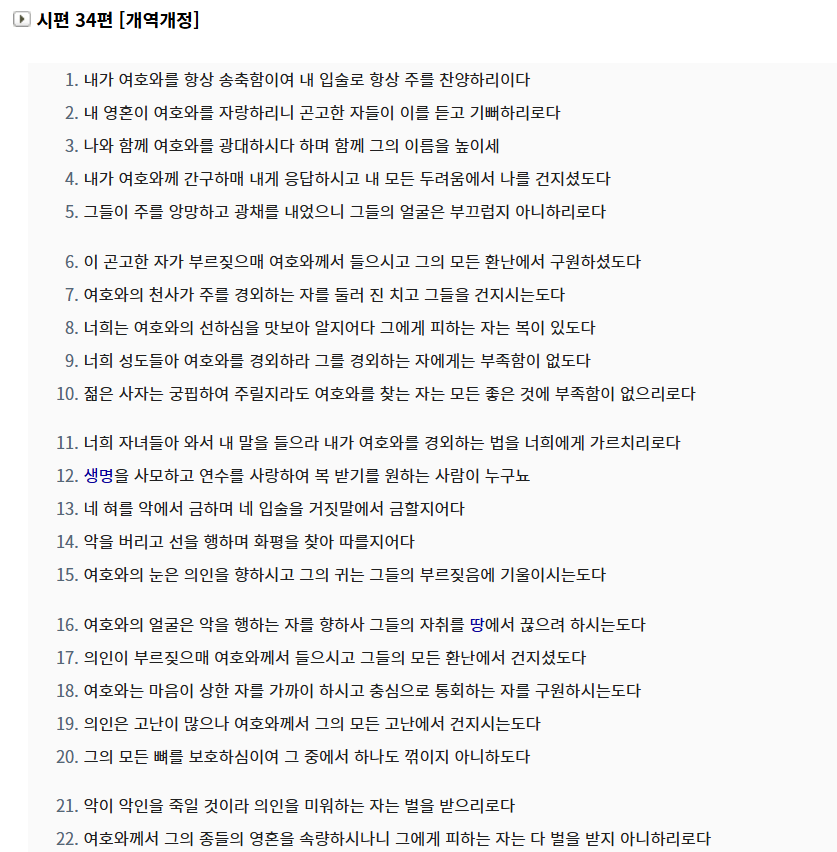 시편 34편 [개역개정]
1. 내가 여호와를 항상 송축함이여 내 입술로 항상 주를 찬양하리이다
2. 내 영혼이 여호와를 자랑하리니 곤고한 자들이 이를 듣고 기뻐하리로다
3. 나와 함께 여호와를 광대하시다 하며 함께 그의 이름을 높이세
4. 내가 여호와께 간구하매 내게 응답하시고 내 모든 두려움에서 나를 건지셨도다
5. 그들이 주를 앙망하고 광채를 내었으니 그들의 얼굴은 부끄럽지 아니하리로다
6. 이 곤고한 자가 부르짖으매 여호와께서 들으시고 그의 모든 환난에서 구원하셨도다
7. 여호와의 천사가 주를 경외하는 자를 둘러 진 치고 그들을 건지시는도다
8. 너희는 여호와의 선하심을 맛보아 알지어다 그에게 피하는 자는 복이 있도다
9. 너희 성도들아 여호와를 경외하라 그를 경외하는 자에게는 부족함이 없도다
10. 젊은 사자는 궁핍하여 주릴지라도 여호와를 찾는 자는 모든 좋은 것에 부족함이 없으리로다
11. 너희 자녀들아 와서 내 말을 들으라 내가 여호와를 경외하는 법을 너희에게 가르치리로다
12. 생명을 사모하고 연수를 사랑하여 복 받기를 원하는 사람이 누구뇨
13. 네 혀를 악에서 금하며 네 입술을 거짓말에서 금할지어다
14. 악을 버리고 선을 행하며 화평을 찾아 따를지어다
15. 여호와의 눈은 의인을 향하시고 그의 귀는 그들의 부르짖음에 기울이시는도다
16. 여호와의 얼굴은 악을 행하는 자를 향하사 그들의 자취를 땅에서 끊으려 하시는도다
17. 의인이 부르짖으매 여호와께서 들으시고 그들의 모든 환난에서 건지셨도다
18. 여호와는 마음이 상한 자를 가까이 하시고 충심으로 통회하는 자를 구원하시는도다
19. 의인은 고난이 많으나 여호와께서 그의 모든 고난에서 건지시는도다
20. 그의 모든 뼈를 보호하심이여 그 중에서 하나도 꺾이지 아니하도다
21. 악이 악인을 죽일 것이라 의인을 미워하는 자는 벌을 받으리로다
22. 여호와께서 그의 종들의 영혼을 속량하시나니 그에게 피하는 자는 다 벌을 받지 아니하리로다